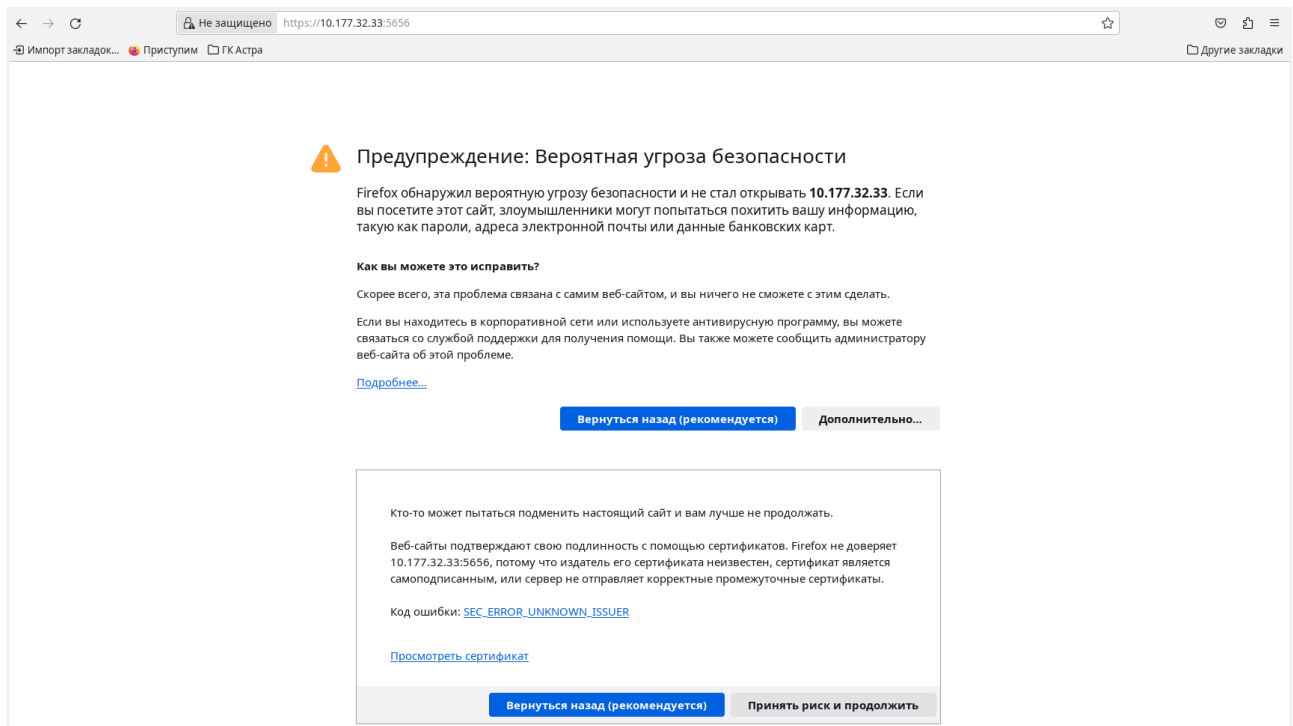 Не защищено https://10.177.32.33:5656
Импорт закладок... Приступим ГК Астра Другие закладки
Предупреждение: Вероятная угроза безопасности
Firefox обнаружил вероятную угрозу безопасности и не стал открывать 10.177.32.33. Если
вы посетите этот сайт, злоумышленники могут попытаться похитить вашу информацию,
такую как пароли, адреса электронной почты или данные банковских карт.
Как вы можете это исправить?
Скорее всего, эта проблема связана с самим веб-сайтом, и вы ничего не сможете с этим сделать.
Если вы находитесь в корпоративной сети или используете антивирусную программу, вы можете
связаться со службой поддержки для получения помощи. Вы также можете сообщить администратору
веб-сайта об этой проблеме.
Подробнее...
Вернуться назад (рекомендуется) Дополнительно...
Кто-то может пытаться подменить настоящий сайт и вам лучше не продолжать.
Веб-сайты подтверждают свою подлинность с помощью сертификатов. Firefox не доверяет
10.177.32.33:5656, потому что издатель его сертификата неизвестен, сертификат является
самоподписанным, или сервер не отправляет корректные промежуточные сертификаты.
Код ошибки: SEC_ERROR_UNKNOWN_ISSUER
Просмотреть сертификат
Вернуться назад (рекомендуется) Принять риск и продолжить